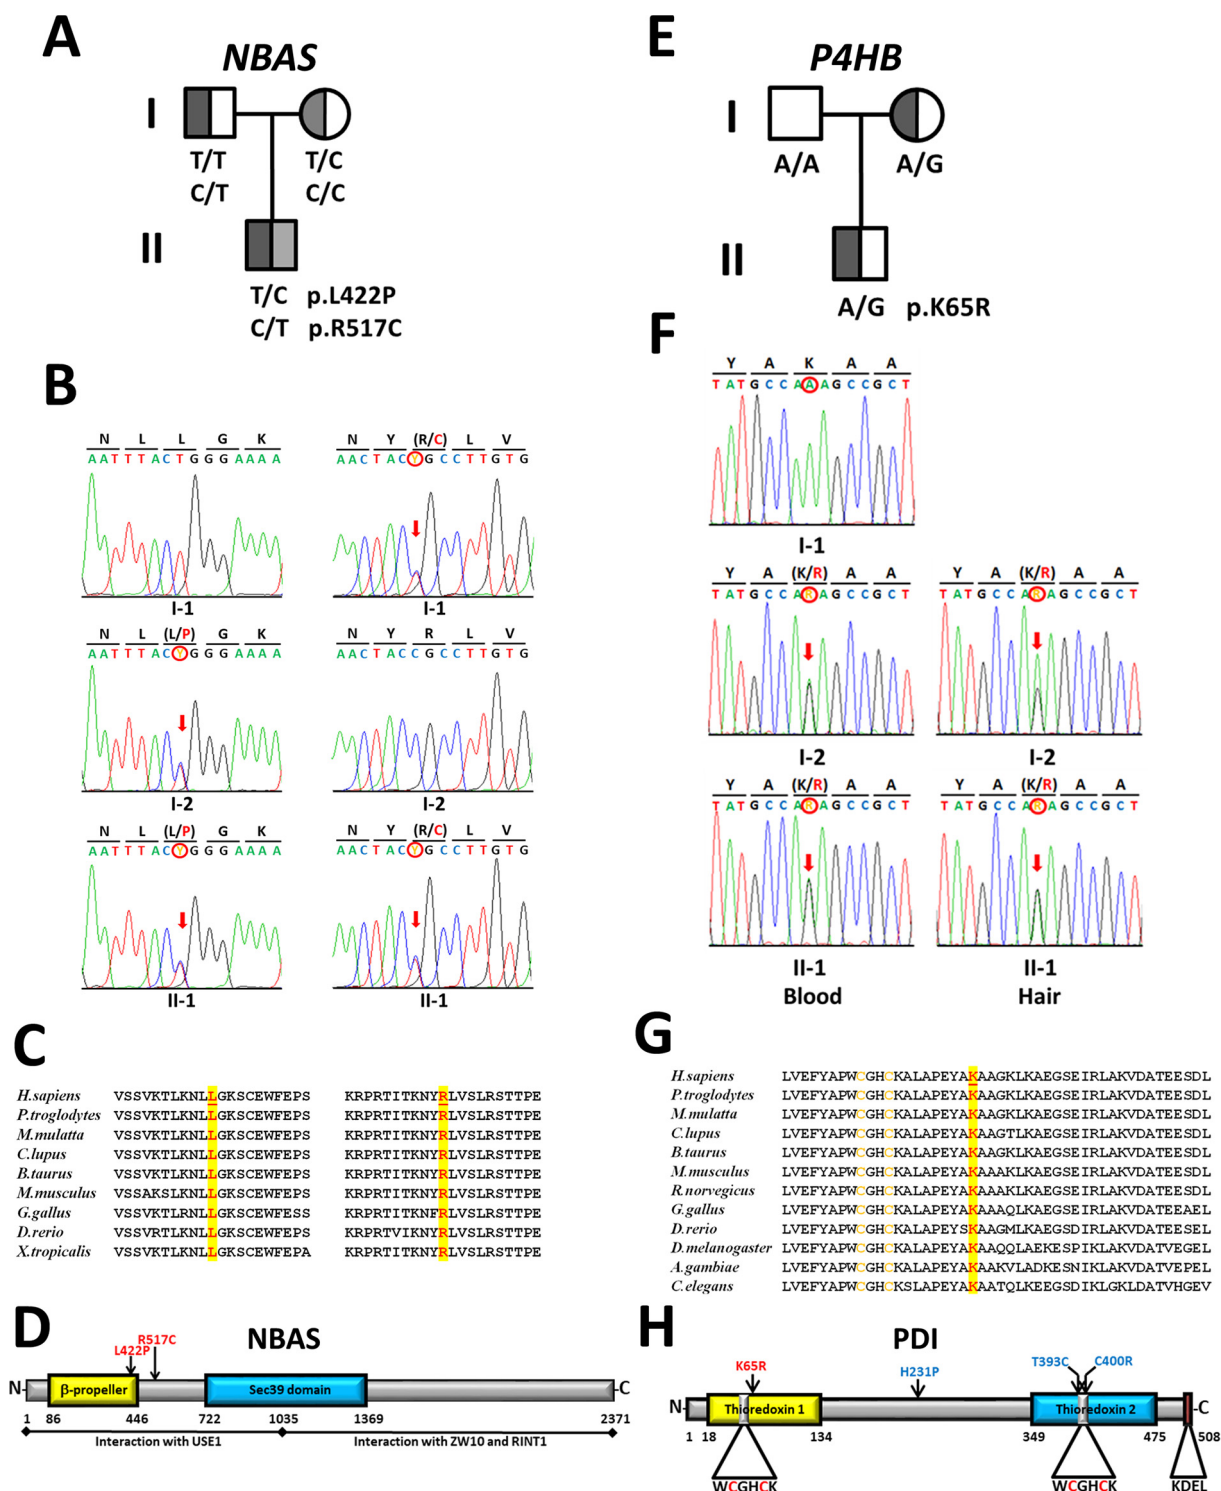 A
NBAS
I
T/T T/C
C/T C/C
II
T/C p.L422P
C/T p.R517C
B
N L L G K
AATTTACTGGGAAAA
I-1
N Y (R/C) L V
AACTACYGCCTTGTG
I-1
N L (L/P) G K
AATTTACYGGGAAAA
I-2
N Y R L V
AACTACCGCCTTGTG
I-2
N L (L/P) G K
AATTTACYGGGAAAA
II-1
N Y (R/C) L V
AACTACYGCCTTGTG
II-1
C
H.sapiens VSSVKTLKNLLGKSCEWFEPS KRPRTITKNYRLVSLRSTTPE
P.troglodytes VSSVKTLKNLLGKSCEWFEPS KRPRTITKNYRLVSLRSTTPE
M.mulatta VSSVKTLKNLLGKSCEWFEPS KRPRTITKNYRLVSLRSTTPE
C.lupus VSSVKTLKNLLGKSCEWFEPS KRPRTITKNYRLVSLRSTTPE
B.taurus VSSVKTLKNLLGKSCEWFEPS KRPRTITKNYRLVSLRSTTPE
M.musculus VSSAKSLKNLLGKSCEWFEPS KRPRTITKNYRLVSLRSTTPE
G.gallus VSSVKTLRNLLGKSCEWFESS KRPRTITKNFRLVSLRSTTPE
D.rerio VSSVRTLKNLLGKSCEWFEPS KRPRTVIKNYRLVSLRSTTPE
X.tropicalis VSSVKTLKNLLGKSCEWFEPA KRPRTITKNYRLVSLRSTTPE
D
NBAS
L422P R517C
N- β-propeller Sec39 domain -C
1 86 446 722 1035 1369 2371
Interaction with USE1 Interaction with ZW10 and RINT1
E
P4HB
I
A/A A/G
II
A/G p.K65R
F
Y A K A A
TATGCCAAAGCCGCT
I-1
Y A (K/R) A A
TATGCCARAGCCGCT
I-2
Y A (K/R) A A
TATGCCARAGCCGCT
I-2
Y A (K/R) A A
TATGCCARAGCCGCT
II-1
Blood
Y A (K/R) A A
TATGCCARAGCCGCT
II-1
Hair
G
H.sapiens LVEFYAPWCGHCKALAPEYAKAAGKLKAEGSEIRLAKVDATEESDL
P.troglodytes LVEFYAPWCGHCKALAPEYAKAAGKLKAEGSEIRLAKVDATEESDL
M.mulatta LVEFYAPWCGHCKALAPEYAKAAGKLKAEGSEIRLAKVDATEESDL
C.lupus LVEFYAPWCGHCKALAPEYAKAAGTLKAEGSEIRLAKVDATEESDL
B.taurus LVEFYAPWCGHCKALAPEYAKAAGKLKAEGSEIRLAKVDATEESDL
M.musculus LVEFYAPWCGHCKALAPEYAKAAAKLKAEGSEIRLAKVDATEESDL
R.norvegicus LVEFYAPWCGHCKALAPEYAKAAAKLKAEGSEIRLAKVDATEESDL
G.gallus LVEFYAPWCGHCKALAPEYAKAAAQLKAEGSEIRLAKVDATEEAEL
D.rerio LVEFYAPWCGHCKALAPEYSKAAGMLKAEGSDIRLAKVDATEESEL
D.melanogaster LVEFYAPWCGHCKALAPEYAKAAQQLAEKESPIKLAKVDATVEGEL
A.gambiae LVEFYAPWCGHCKALAPEYAKAAKVLADKESNIKLAKVDATVEPEL
C.elegans LVEFYAPWCGHCKSLAPEYAKAATQLKEEGSDIKLGKLDATVHGEV
H
PDI
K65R H231P T393C C400R
N- Thioredoxin 1 Thioredoxin 2 -C
1 18 134 349 475 508
WCGHCK WCGHCK KDEL